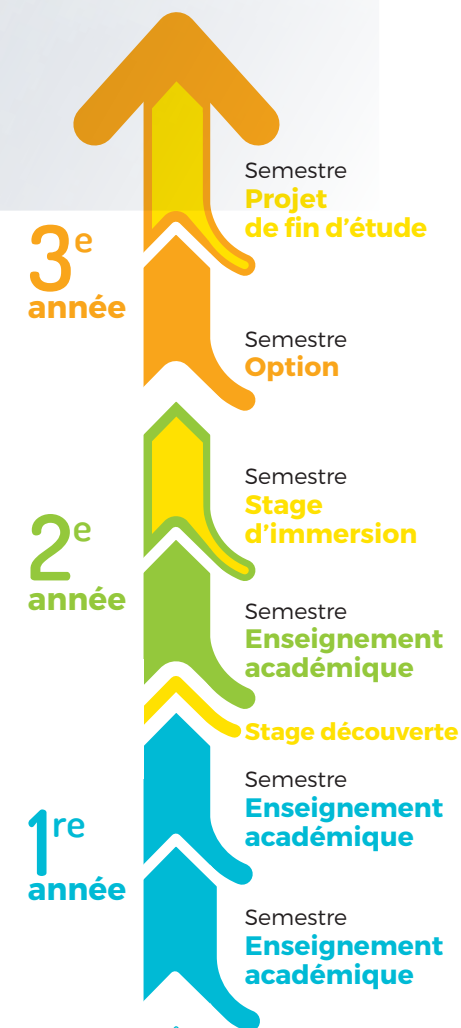 Semestre
Projet
de fin d'étude
3e
année
Semestre
Option
Semestre
Stage
d'immersion
2e
année
Semestre
Enseignement
académique
Stage découverte
Semestre
Enseignement
académique
1re
année
Semestre
Enseignement
académique